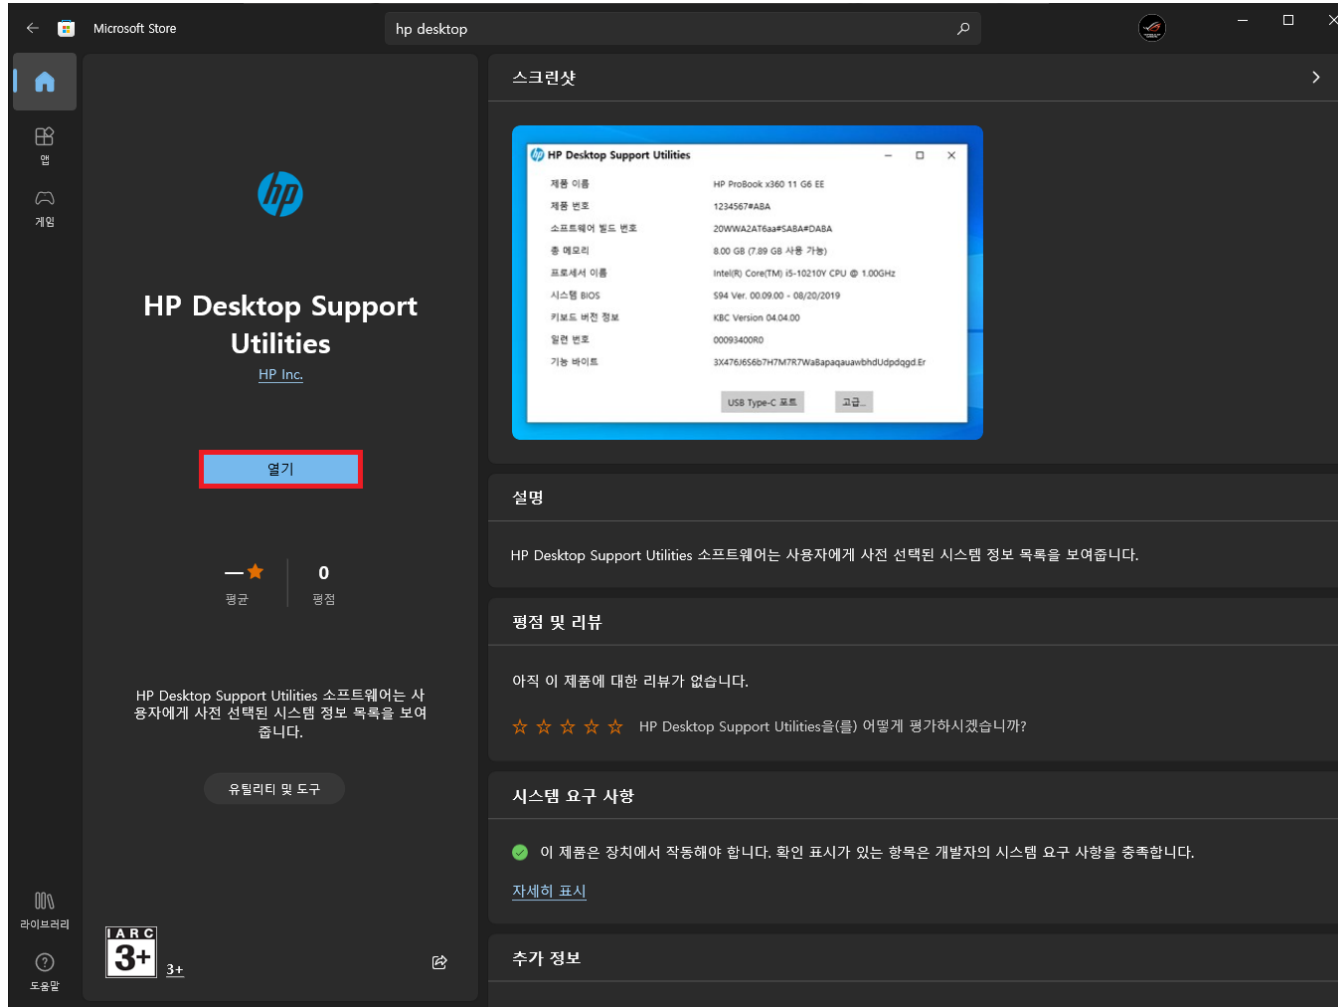 Microsoft Store
hp desktop
앱
게임
라이브러리
도움말
hp
HP Desktop Support
Utilities
HP Inc.
열기
—
0
평균
평점
HP Desktop Support Utilities 소프트웨어는 사
용자에게 사전 선택된 시스템 정보 목록을 보여
줍니다.
유틸리티 및 도구
IARC
3+
3+
스크린샷
hp HP Desktop Support Utilities
제품 이름 HP ProBook x360 11 G6 EE
제품 번호 1234567#ABA
소프트웨어 빌드 번호 20WWA2AT6aa#SABA#DABA
총 메모리 8.00 GB (7.89 GB 사용 가능)
프로세서 이름 Intel(R) Core(TM) i5-10210Y CPU @ 1.00GHz
시스템 BIOS S94 Ver. 00.09.00 - 08/20/2019
키보드 버전 정보 KBC Version 04.04.00
일련 번호 00093400R0
기능 바이트
USB Type-C 포트
고급...
설명
HP Desktop Support Utilities 소프트웨어는 사용자에게 사전 선택된 시스템 정보 목록을 보여줍니다.
평점 및 리뷰
아직 이 제품에 대한 리뷰가 없습니다.
HP Desktop Support Utilities을(를) 어떻게 평가하시겠습니까?
시스템 요구 사항
이 제품은 장치에서 작동해야 합니다. 확인 표시가 있는 항목은 개발자의 시스템 요구 사항을 충족합니다.
자세히 표시
추가 정보